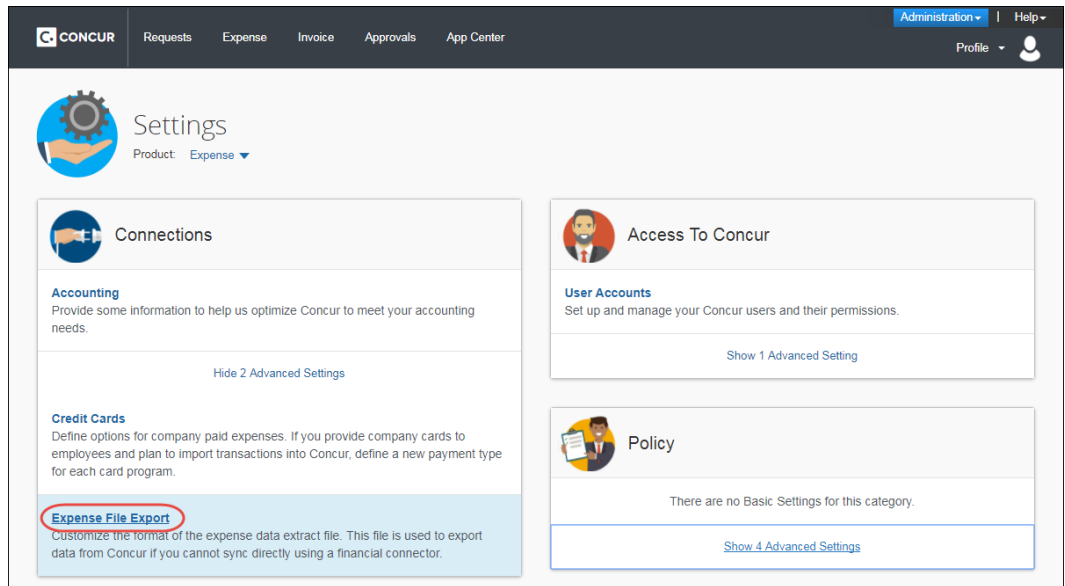 Administration | Help
C. CONCUR Requests Expense Invoice Approvals App Center
Profile
Settings
Product: Expense
Connections
Accounting
Provide some information to help us optimize Concur to meet your accounting
needs.
Hide 2 Advanced Settings
Credit Cards
Define options for company paid expenses. If you provide company cards to
employees and plan to import transactions into Concur, define a new payment type
for each card program.
Expense File Export
Customize the format of the expense data extract file. This file is used to export
data from Concur if you cannot sync directly using a financial connector.
Access To Concur
User Accounts
Set up and manage your Concur users and their permissions.
Show 1 Advanced Setting
Policy
There are no Basic Settings for this category.
Show 4 Advanced Settings